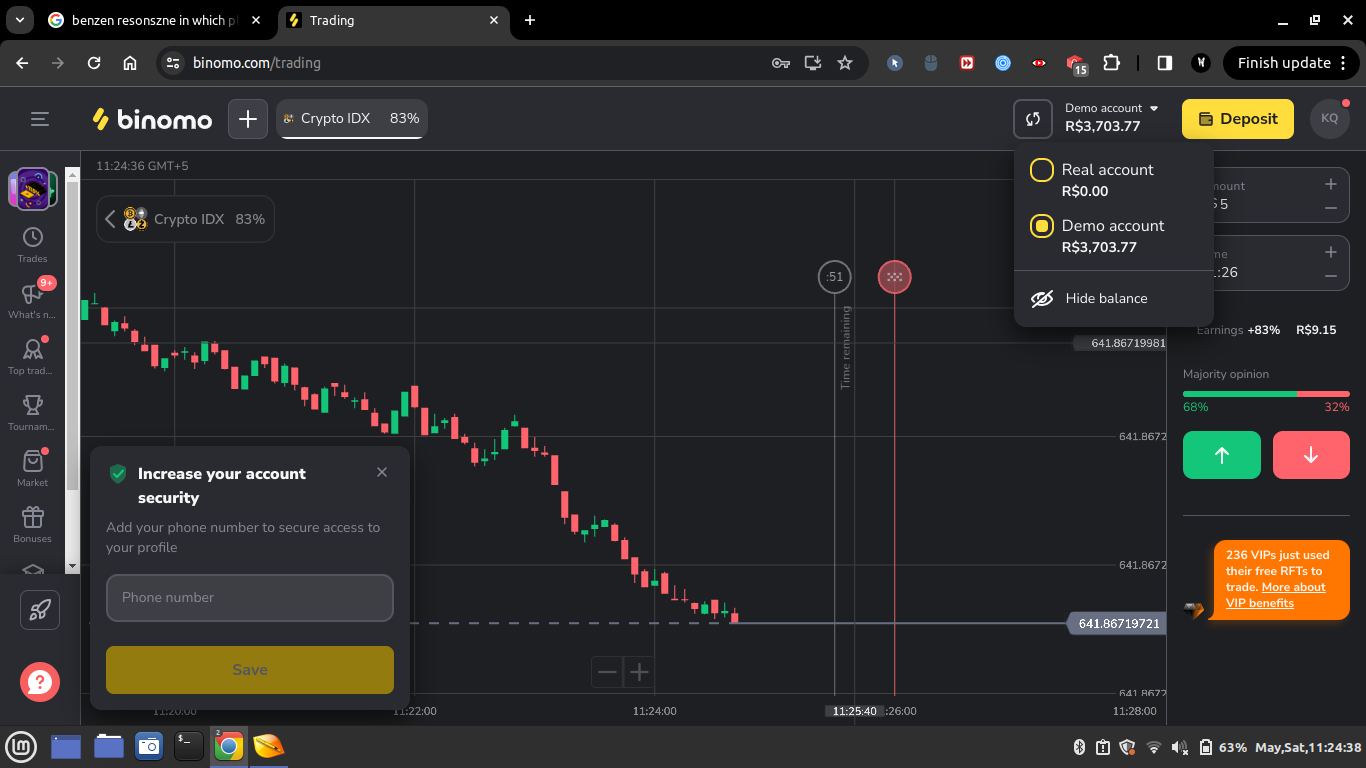 benzen resonszne in which pl
Trading
binomo.com/trading
15
Finish update
binomo
Crypto IDX 83%
Demo account
R$3,703.77
Deposit
KQ
11:24:36 GMT+5
Real account
R$0.00
Demo account
R$3,703.77
Hide balance
Crypto IDX 83%
Trades
9+
What's n...
Top trad...
Tournam...
Market
Bonuses
:51
Time remaining
Earnings +83% R$9.15
641.86719981
Majority opinion
68% 32%
641.8672
641.8672
641.86719721
641.8672
236 VIPs just used
their free RFTs to
trade. More about
VIP benefits
Increase your account
security
Add your phone number to secure access to
your profile
Phone number
Save
11:20:00
11:22:00
11:24:00
11:25:40
:26:00
11:28:00
2
63% May,Sat,11:24:38